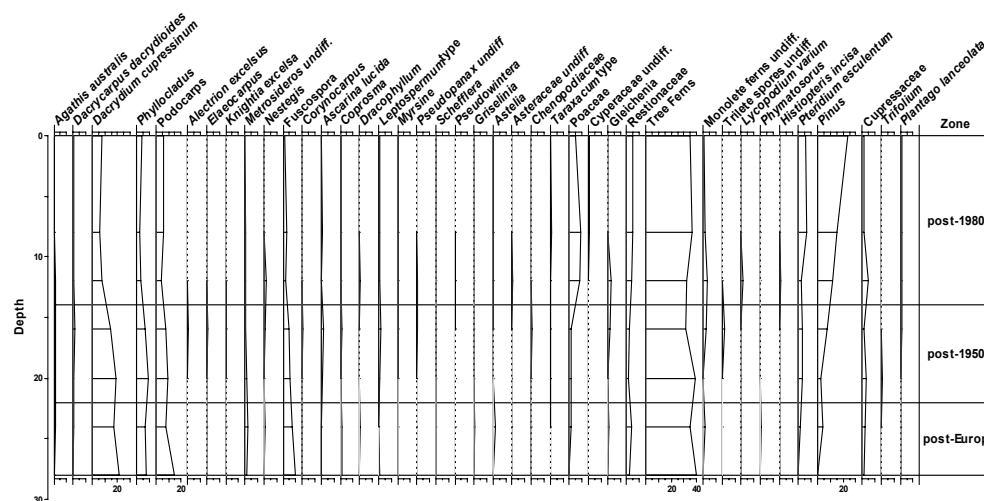 Agathis australis
Dacrycarpus dacrydioides
Dacrydium cupressinum
Phyllocladus
Podocarps
Alectrion excelsus
Elaeocarpus
Knightia excelsa
Metrosideros undiff.
Nestegis
Fuscospora
Corynocarpus
Ascarina lucida
Coprosma
Dracophyllum
Leptospermum type
Myrsine
Pseudopanax undiff
Schefflera
Pseudowintera
Griselinia
Astelia
Asteraceae undiff
Chenopodiaceae
Taraxacum type
Poaceae
Cyperaceae undiff.
Gleichenia
Restionaceae
Tree Ferns
Monolete ferns undiff.
Trilete spores undiff
Lycopodium varium
Phymatosorus
Histiopteris incisa
Pteridium esculentum
Pinus
Cupressaceae
Trifolium
Plantago lanceolata
Zone
0
post-1980
10
Depth
post-1950
20
post-Europ
20 20 20 40 20
30